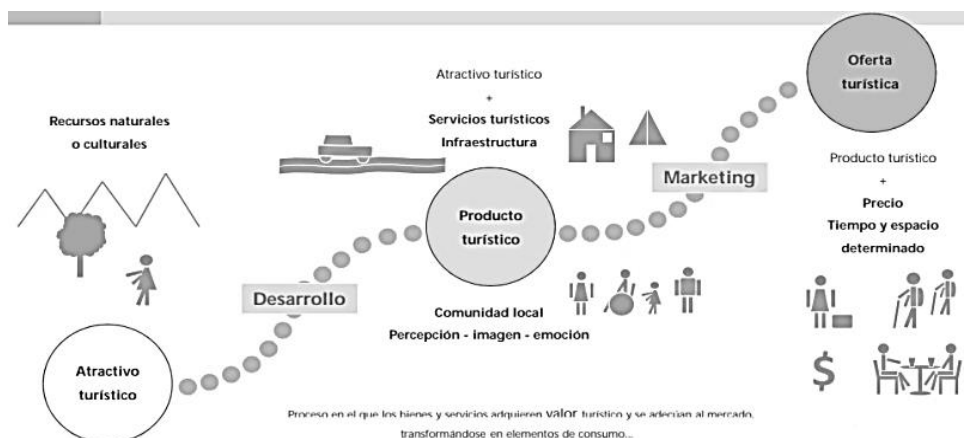 Recursos naturales
o culturales
Atractivo
turístico
Desarrollo
Atractivo turístico
+
Servicios turísticos
Infraestructura
Producto
turístico
Comunidad local
Percepción - imagen - emoción
Marketing
Oferta
turística
Producto turístico
+
Precio
Tiempo y espacio
determinado
$
Proceso en el que los bienes y servicios adquieren valor turístico y se adecúan al mercado,
transformándose en elementos de consumo...